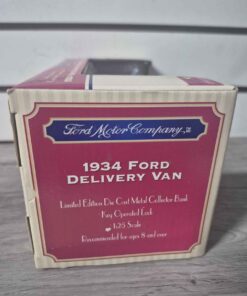 Ford Motor Company
1934 FORD
DELIVERY VAN
Limited Edition Die Cast Metal Collector Bank
Key Operated Lock
1:25 Scale
Recommended for ages 8 and over